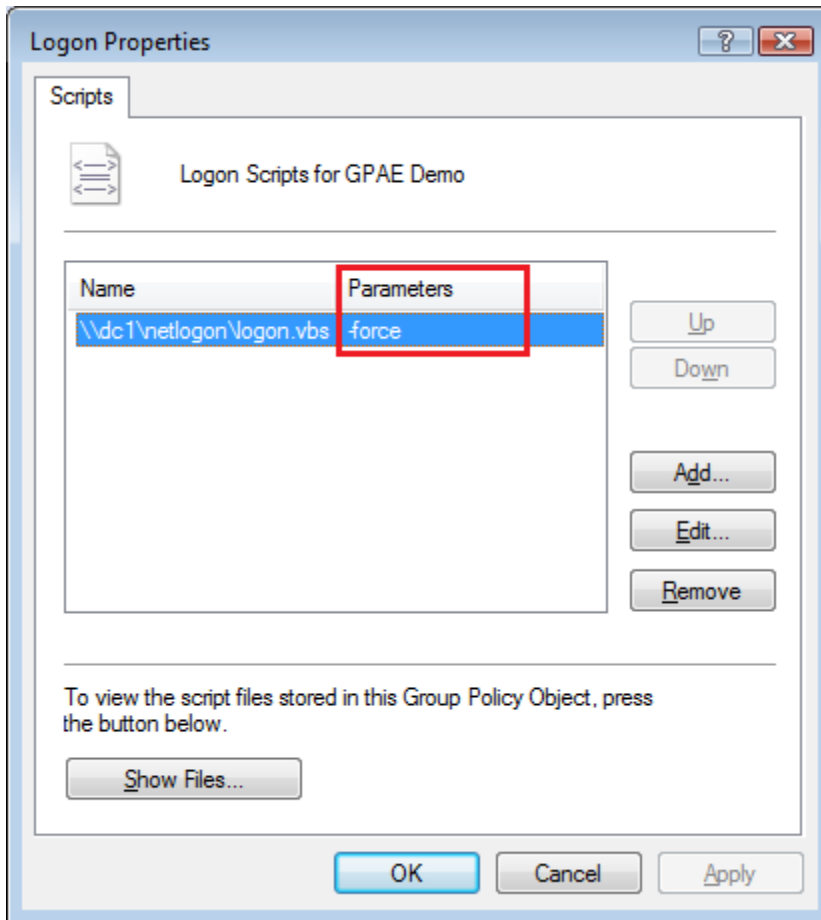 Logon Properties
Scripts
Logon Scripts for GPAE Demo
Name Parameters
\\dc1\netlogon\logon.vbs -force
Up
Down
Add...
Edit...
Remove
To view the script files stored in this Group Policy Object, press
the button below.
Show Files...
OK Cancel Apply